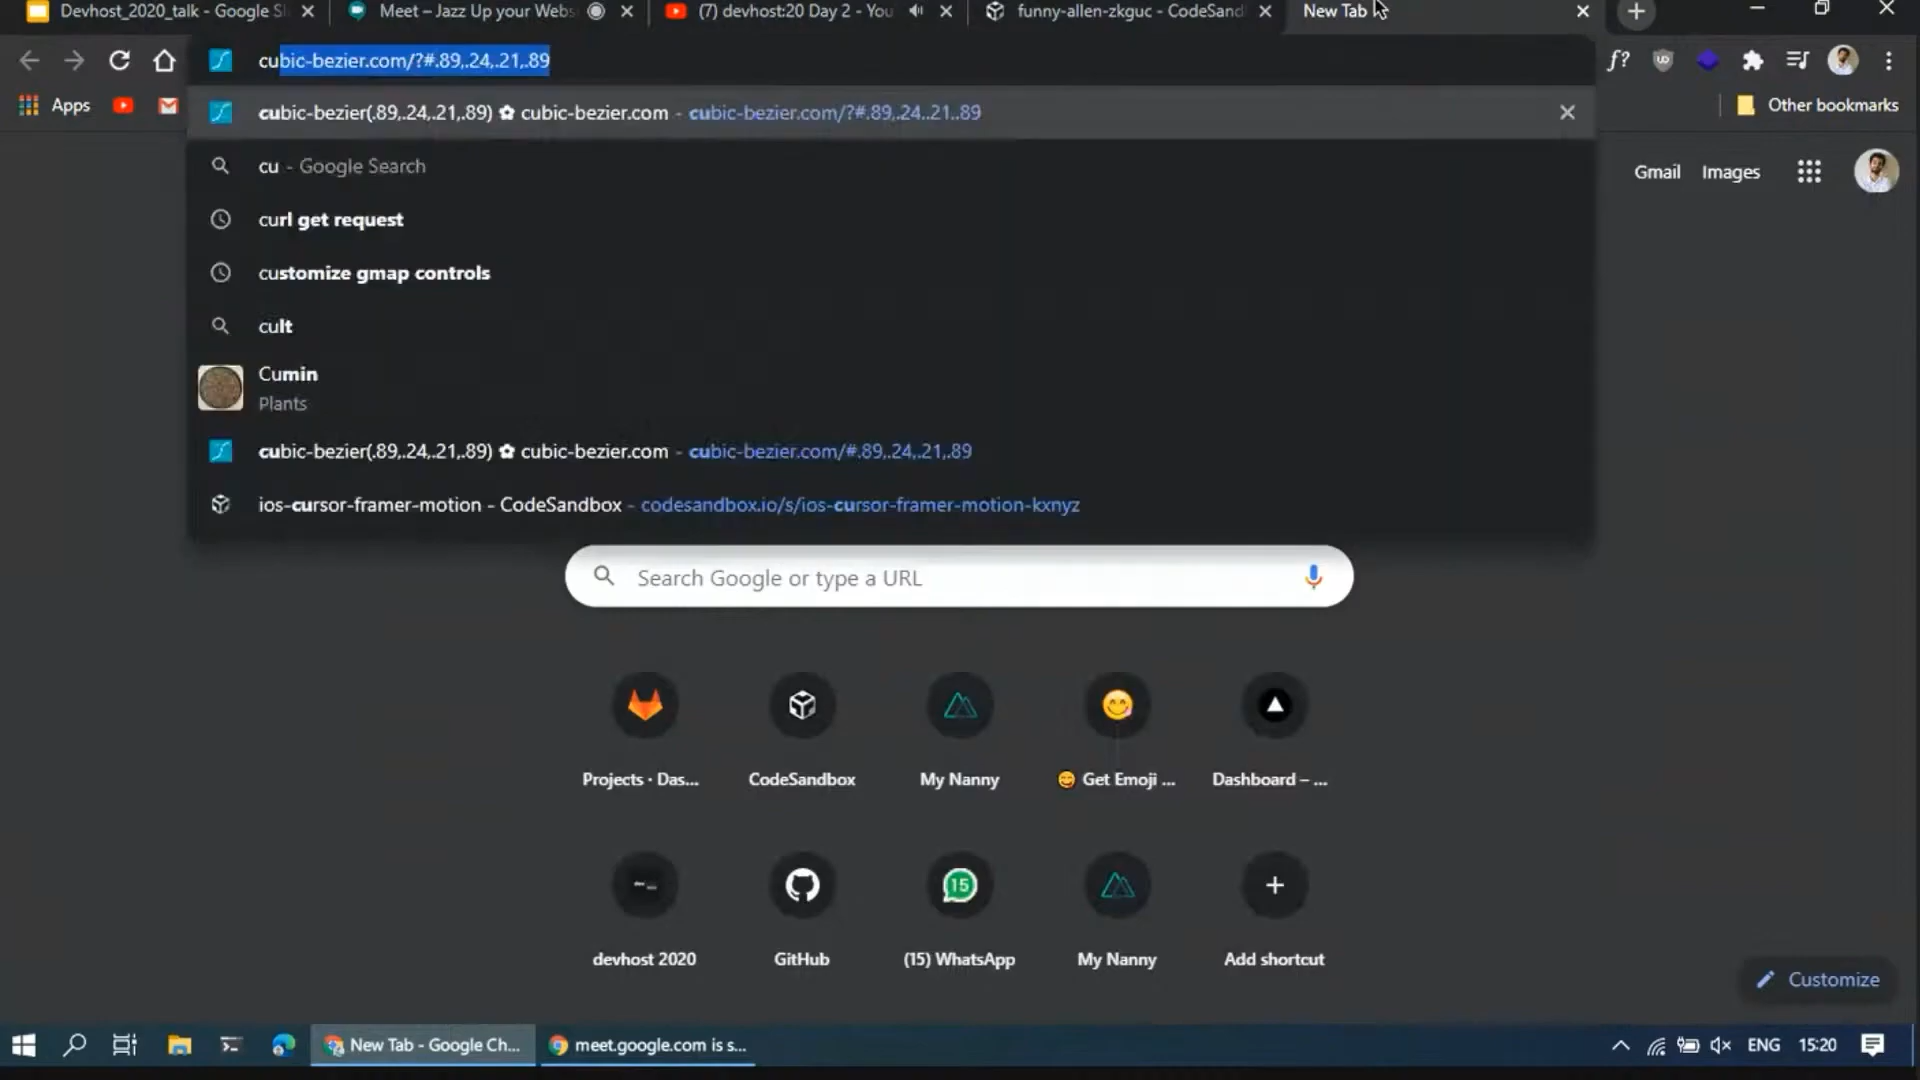 Devhost_2020_talk - Google Sl
Meet – Jazz Up your Webs
(7) devhost:20 Day 2 - You
funny-allen-zkguc - CodeSand
New Tab
cubic-bezier.com/?#.89,.24,.21,.89
f?
Apps
Other bookmarks
cubic-bezier(.89,.24,.21,.89) ✿ cubic-bezier.com - cubic-bezier.com/?#.89,.24,.21,.89
cu - Google Search
Gmail Images
curl get request
customize gmap controls
cult
Cumin
Plants
cubic-bezier(.89,.24,.21,.89) ✿ cubic-bezier.com - cubic-bezier.com/#.89,.24,.21,.89
ios-cursor-framer-motion - CodeSandbox - codesandbox.io/s/ios-cursor-framer-motion-kxnyz
Search Google or type a URL
Projects · Das...
CodeSandbox
My Nanny
😋 Get Emoji ...
Dashboard – ...
15
devhost 2020
GitHub
(15) WhatsApp
My Nanny
Add shortcut
Customize
New Tab - Google Ch...
meet.google.com is s...
ENG
15:20